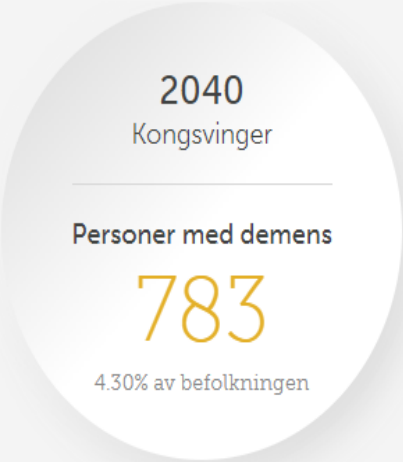 2040
Kongsvinger
Personer med demens
783
4.30% av befolkningen